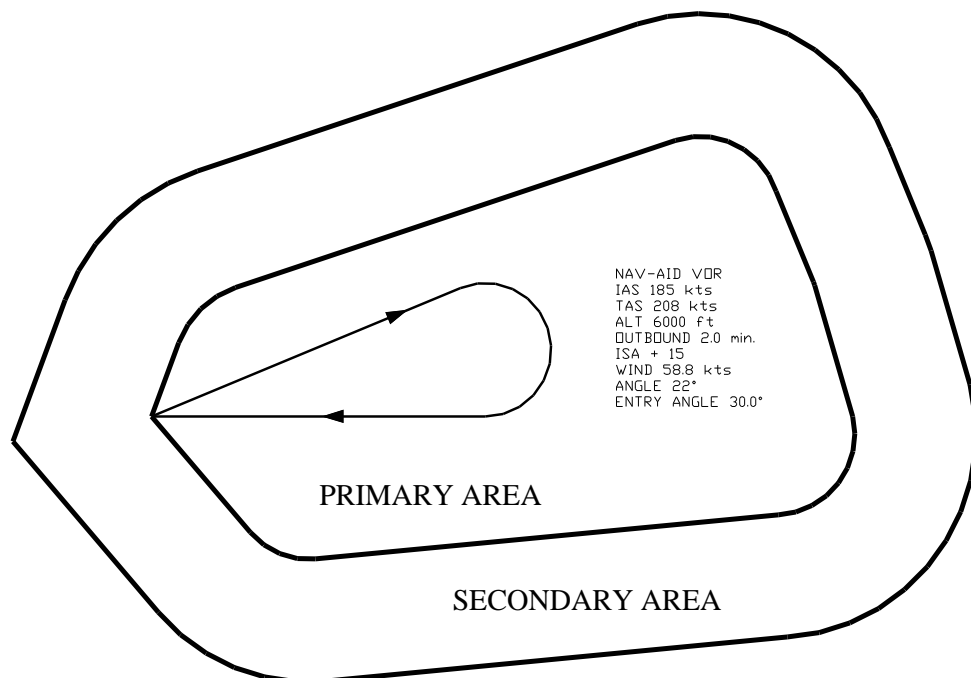 NAV-AID VOR
IAS 185 kts
TAS 208 kts
ALT 6000 ft
OUTBOUND 2.0 min.
ISA + 15
WIND 58.8 kts
ANGLE 22°
ENTRY ANGLE 30.0°
PRIMARY AREA
SECONDARY AREA